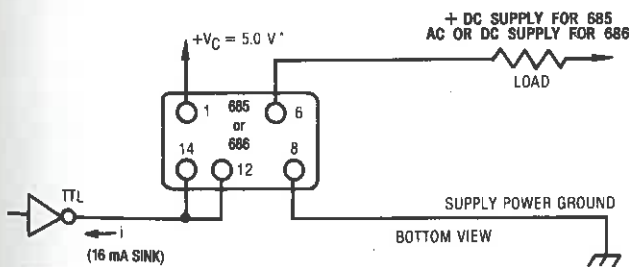 + DC SUPPLY FOR 685
AC OR DC SUPPLY FOR 686
+VC = 5.0 V*
LOAD
1 685 6
or
14 686 8
12
TTL
i
(16 mA SINK)
SUPPLY POWER GROUND
BOTTOM VIEW